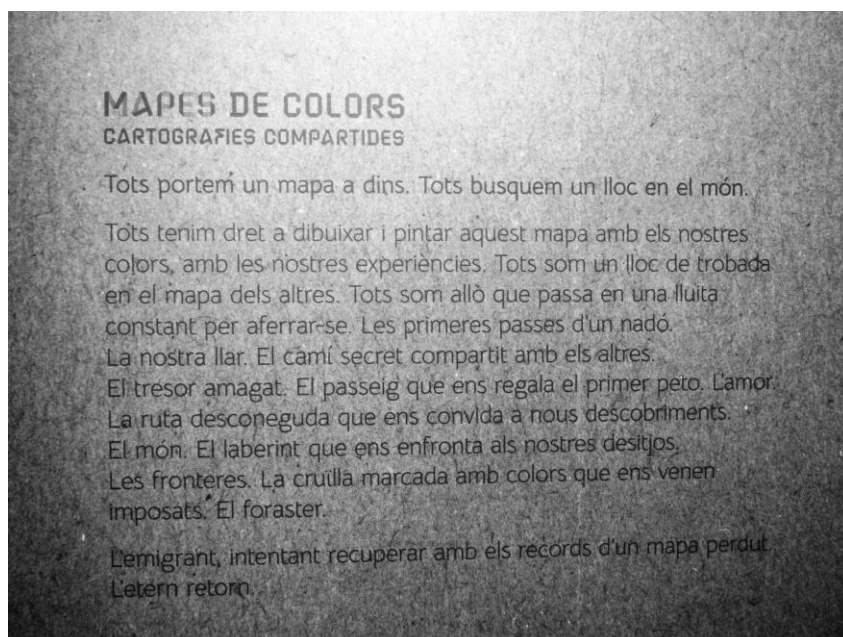 MAPES DE COLORS
CARTOGRAFIES COMPARTIDES
Tots portem un mapa a dins. Tots busquem un lloc en el món.
Tots tenim dret a dibuixar i pintar aquest mapa amb els nostres
colors, amb les nostres experiències. Tots som un lloc de trobada
en el mapa dels altres. Tots som allò que passa en una lluita
constant per aferrar-se. Les primeres passes d'un nadó.
La nostra llar. El camí secret compartit amb els altres.
El tresor amagat. El passeig que ens regala el primer peto. L'amor.
La ruta desconeguda que ens convida a nous descobriments.
El món. El laberint que ens enfronta als nostres desitjos.
Les fronteres. La cruïlla marcada amb colors que ens venen
imposats. El foraster.
L'emigrant, intentant recuperar amb els records d'un mapa perdut.
L'etern retorn.